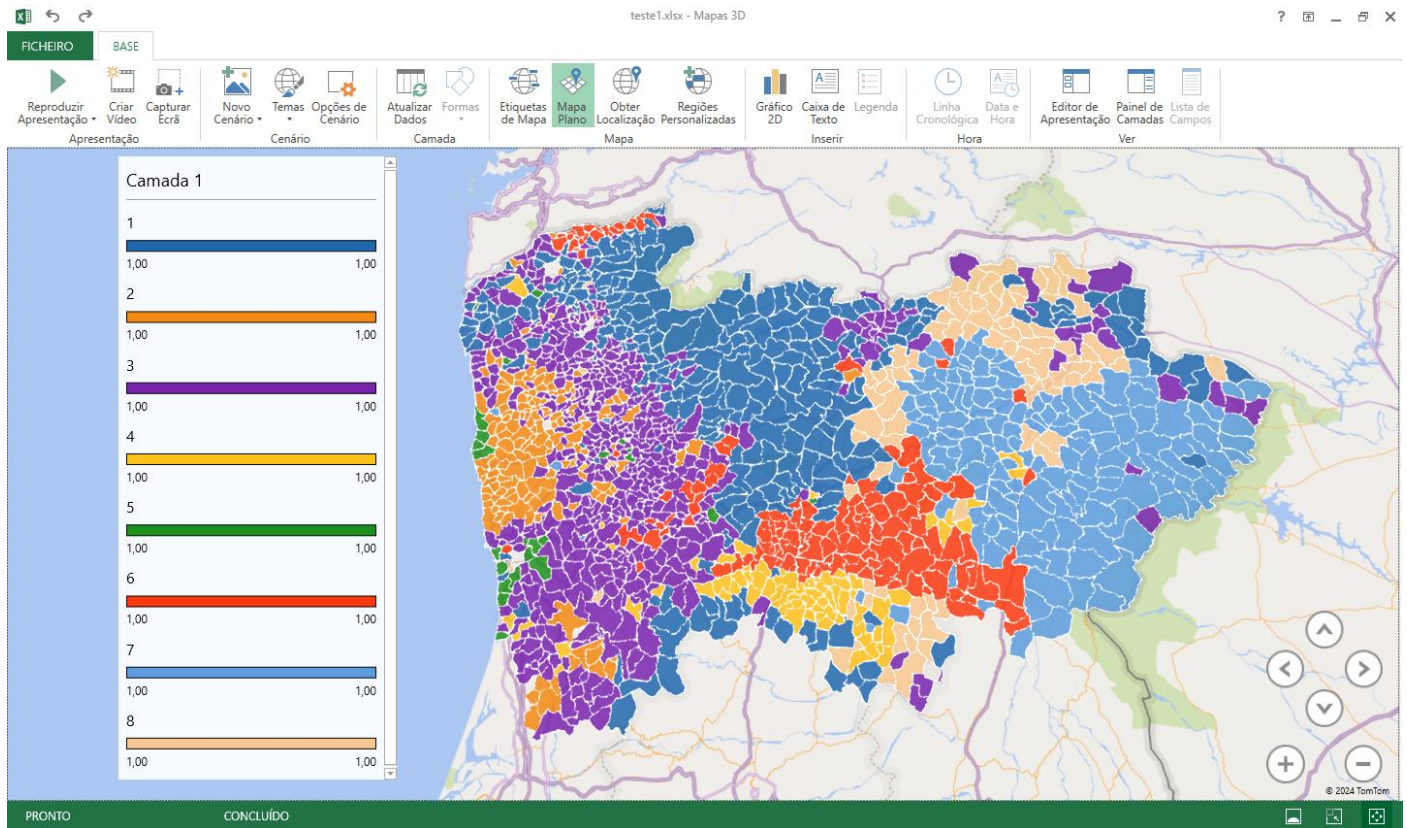 teste1.xlsx - Mapas 3D
?
FICHEIRO BASE
Reproduzir Apresentação
Criar Vídeo
Capturar Ecrã
Apresentação
Novo Cenário
Temas
Opções de Cenário
Cenário
Atualizar Dados
Formas
Camada
Etiquetas de Mapa
Mapa Plano
Obter Localização
Regiões Personalizadas
Mapa
Gráfico 2D
Caixa de Texto
Legenda
Inserir
Linha Cronológica
Data e Hora
Hora
Editor de Apresentação
Painel de Camadas
Lista de Campos
Ver
Camada 1
1
1,00 1,00
2
1,00 1,00
3
1,00 1,00
4
1,00 1,00
5
1,00 1,00
6
1,00 1,00
7
1,00 1,00
8
1,00 1,00
© 2024 TomTom
PRONTO CONCLUÍDO